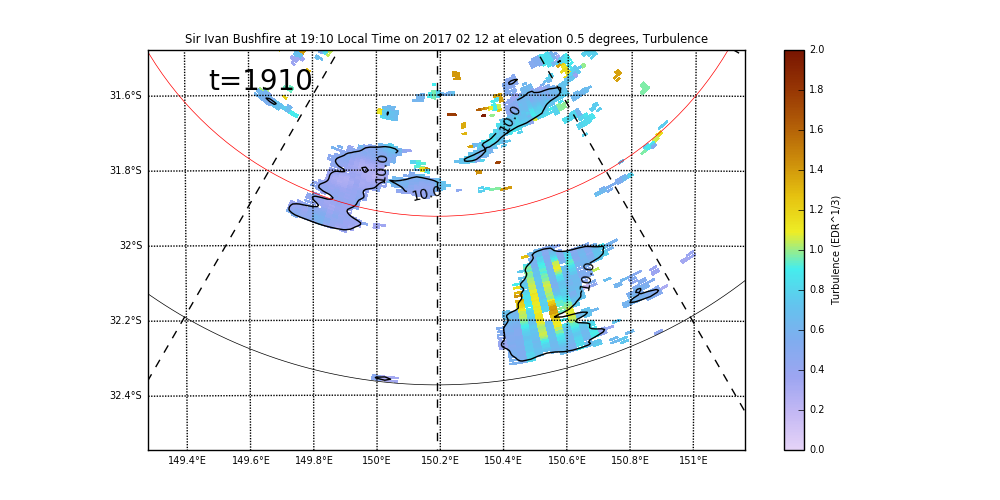 Sir Ivan Bushfire at 19:10 Local Time on 2017 02 12 at elevation 0.5 degrees, Turbulence
t=1910
31.6°S
31.8°S
32°S
32.2°S
32.4°S
149.4°E 149.6°E 149.8°E 150°E 150.2°E 150.4°E 150.6°E 150.8°E 151°E
10.0
10.0
10.0
10.0
2.0
1.8
1.6
1.4
1.2
1.0
0.8
0.6
0.4
0.2
0.0
Turbulence (EDR^1/3)